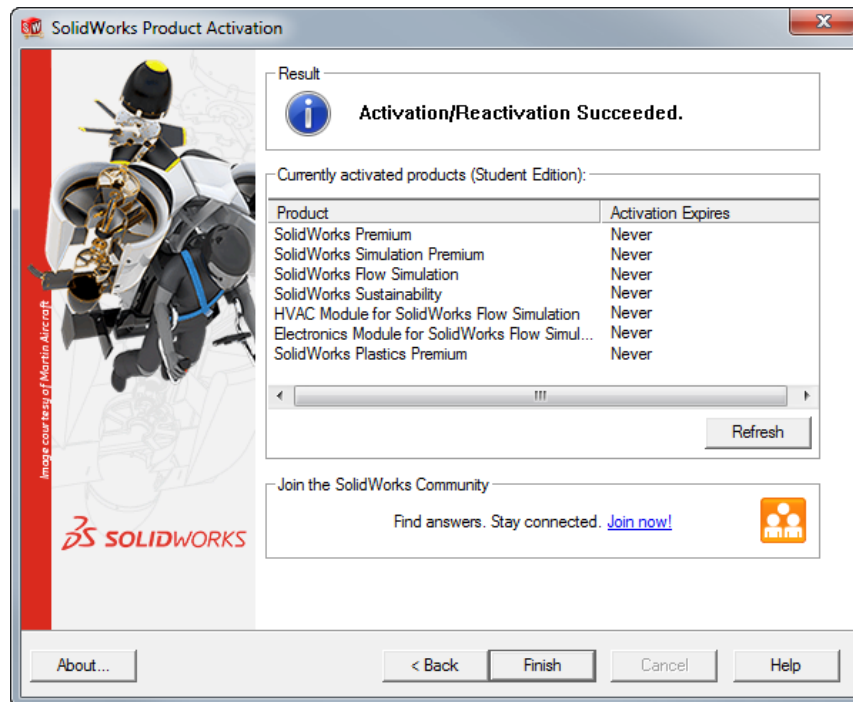 SolidWorks Product Activation
Result
Activation/Reactivation Succeeded.
Currently activated products (Student Edition):
Product Activation Expires
SolidWorks Premium Never
SolidWorks Simulation Premium Never
SolidWorks Flow Simulation Never
SolidWorks Sustainability Never
HVAC Module for SolidWorks Flow Simulation Never
Electronics Module for SolidWorks Flow Simul... Never
SolidWorks Plastics Premium Never
Refresh
Image courtesy of Martin Aircraft
Join the SolidWorks Community
Find answers. Stay connected. Join now!
SOLIDWORKS
About... < Back Finish Cancel Help